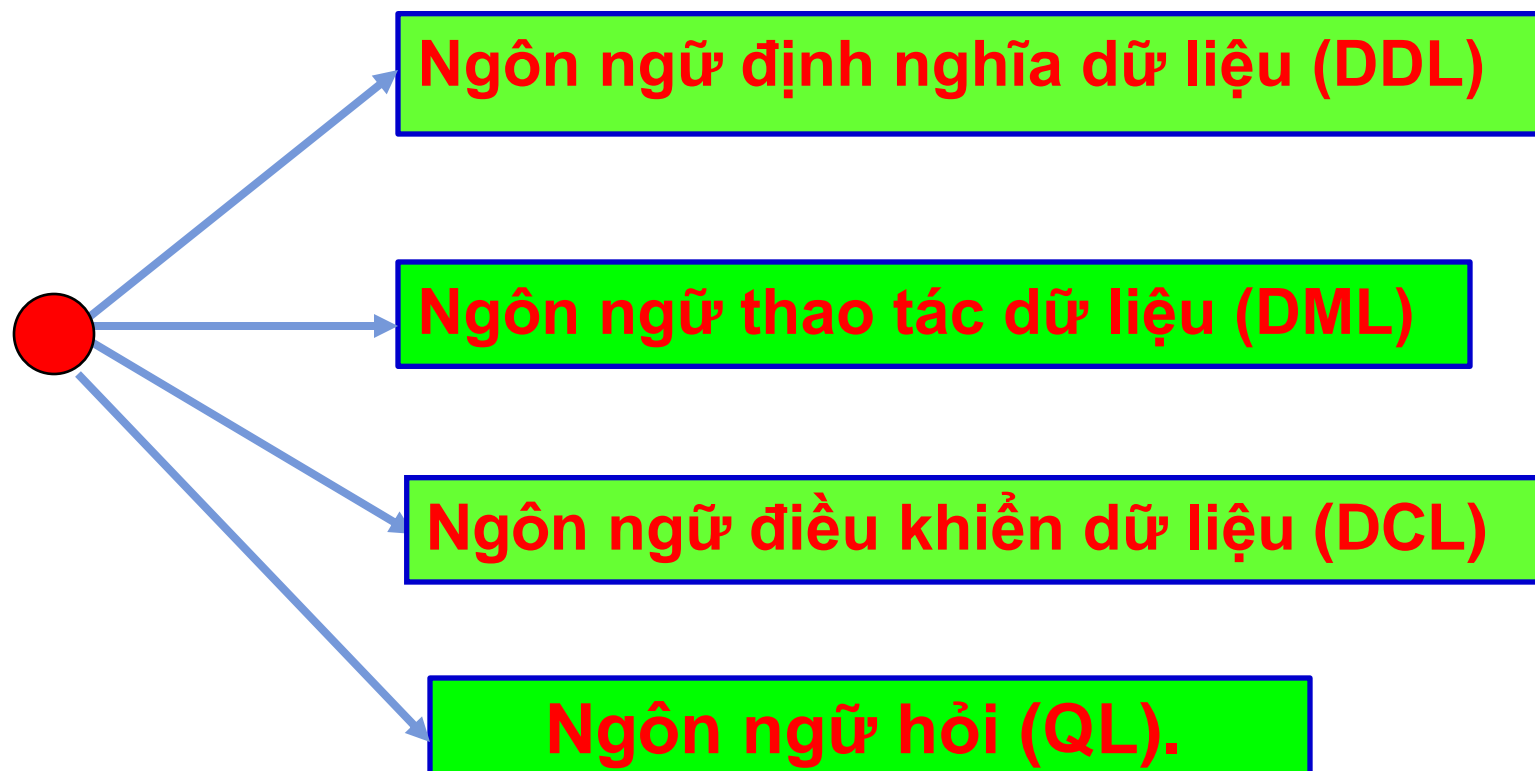 Ngôn ngữ định nghĩa dữ liệu (DDL)
Ngôn ngữ thao tác dữ liệu (DML)
Ngôn ngữ điều khiển dữ liệu (DCL)
Ngôn ngữ hỏi (QL).